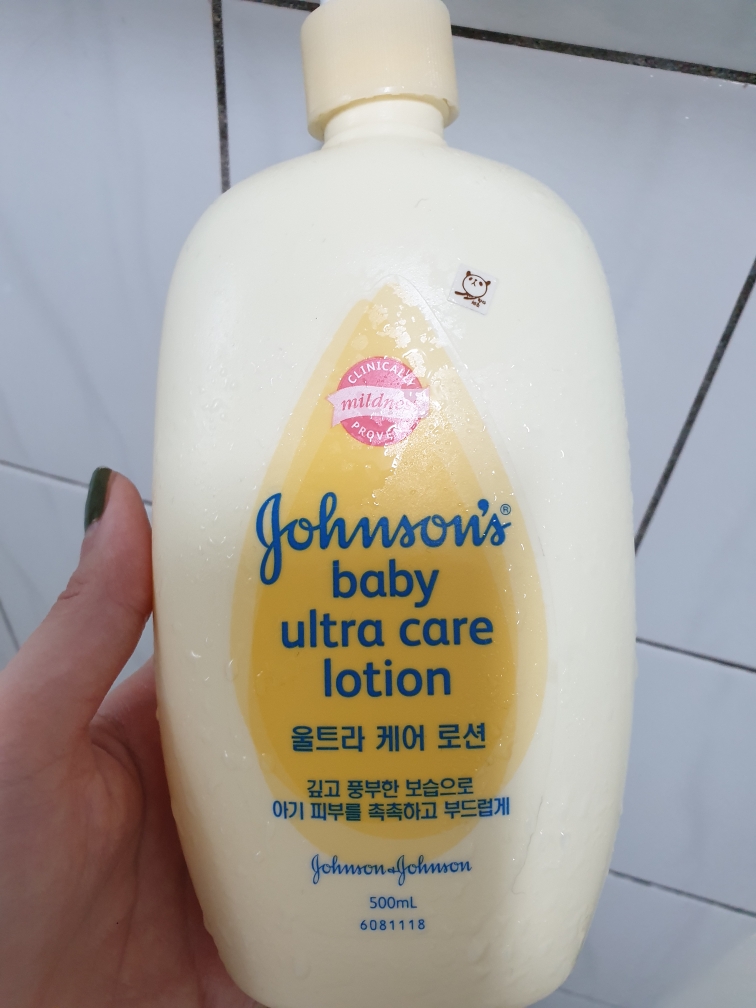 CLINICALLY
PROVEN
Johnson's®
baby
ultra care
lotion
울트라 케어 로션
깊고 풍부한 보습으로
아기 피부를 촉촉하고 부드럽게
Johnson & Johnson
500mL
6081118